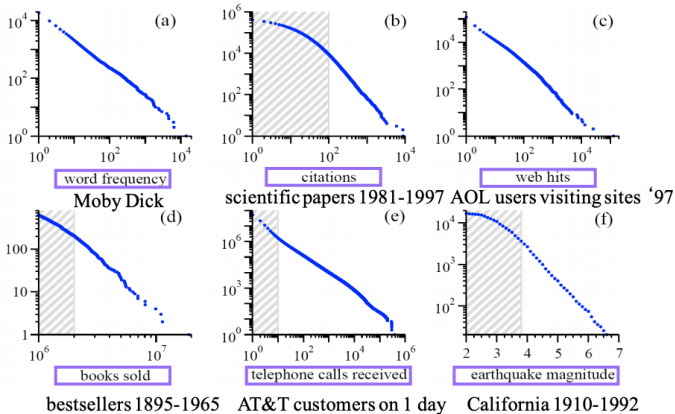 (a) (b) (c)
10^4 10^2 10^0
10^0 10^2 10^4
word frequency
Moby Dick
10^6 10^4 10^2 10^0
10^0 10^2 10^4
citations
scientific papers 1981-1997
10^4 10^2 10^0
10^0 10^2 10^4
web hits
AOL users visiting sites ‘97
(d) (e) (f)
100 10 1
10^6 10^7
books sold
bestsellers 1895-1965
10^6 10^4 10^2 10^0
10^0 10^2 10^4 10^6
telephone calls received
AT&T customers on 1 day
10^4 10^3 10^2
2 3 4 5 6 7
earthquake magnitude
California 1910-1992